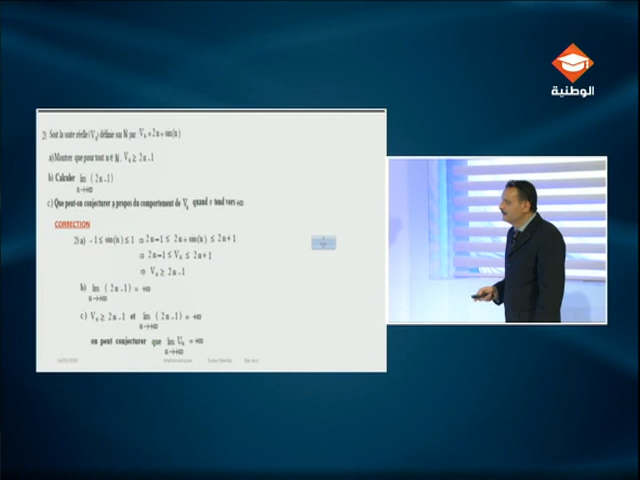 الوطنية
2) Soit la suite réelle (Vn) définie sur N par : Vn = 2n + sin(n)
a) Montrer que pour tout n ∈ N, Vn ≥ 2n - 1
b) Calculer lim ( 2n - 1 )
n→+∞
c) Que peut-on conjecturer a propos du comportement de Vn quand n tend vers +∞
CORRECTION
2) a) - 1 ≤ sin(n) ≤ 1 ⇒ 2n - 1 ≤ 2n + sin(n) ≤ 2n + 1
⇒ 2n - 1 ≤ Vn ≤ 2n + 1
⇒ Vn ≥ 2n - 1
b) lim ( 2n - 1 ) = +∞
n→+∞
c) Vn ≥ 2n - 1 et lim ( 2n - 1 ) = +∞
n→+∞
on peut conjecturer que lim Un = +∞
n→+∞
Mathématiques